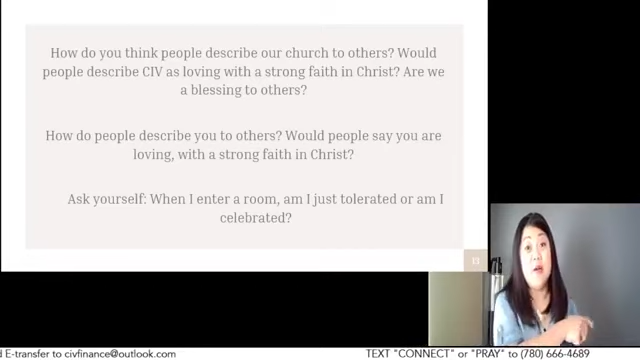 How do you think people describe our church to others? Would
people describe CIV as loving with a strong faith in Christ? Are we
a blessing to others?
How do people describe you to others? Would people say you are
loving, with a strong faith in Christ?
Ask yourself: When I enter a room, am I just tolerated or am I
celebrated?
13
d E-transfer to civfinance@outlook.com
TEXT "CONNECT" or "PRAY" to (780) 666-4689